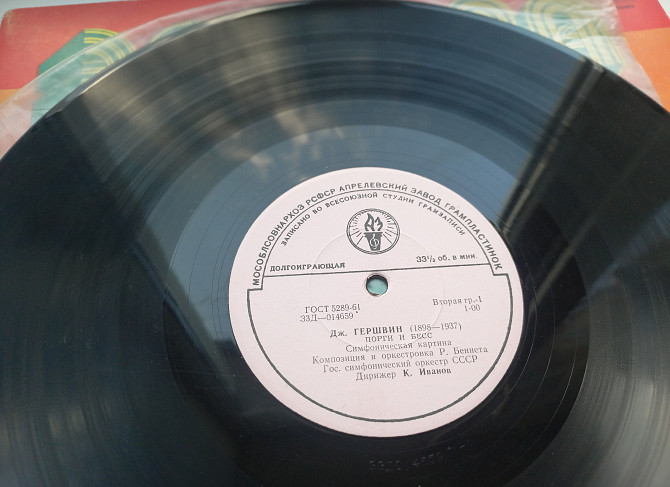 МОСОБЛСОВНАРХОЗ РСФСР АПРЕЛЕВСКИЙ ЗАВОД ГРАМПЛАСТИНОК
ЗАПИСАНО ВО ВСЕСОЮЗНОЙ СТУДИИ ГРАМЗАПИСИ
АЗ
ДОЛГОИГРАЮЩАЯ 33⅓ об. в мин.
ГОСТ 5289-61 Вторая гр.-1
33Д—014659 1-00
Дж. ГЕРШВИН (1898—1937)
ПОРГИ И БЕСС
Симфоническая картина
Композиция и оркестровка Р. Беннета
Гос. симфонический оркестр СССР
Дирижер К. Иванов